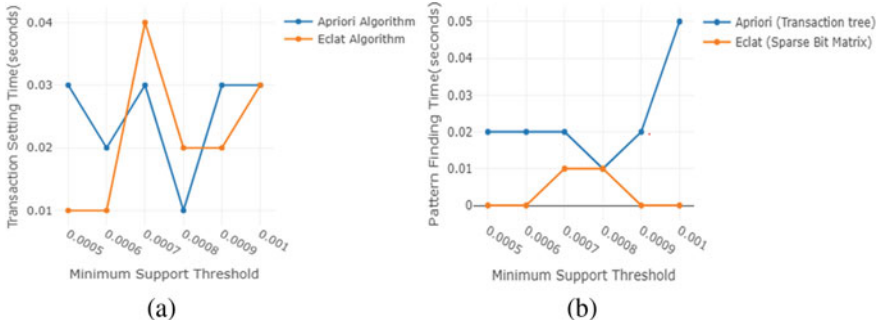 Apriori Algorithm
Eclat Algorithm
Transaction Setting Time(seconds)
0.04
0.03
0.02
0.01
0.0005
0.0006
0.0007
0.0008
0.0009
0.001
Minimum Support Threshold
(a)
Apriori (Transaction tree)
Eclat (Sparse Bit Matrix)
Pattern Finding Time(seconds)
0.05
0.04
0.03
0.02
0.01
0
0.0005
0.0006
0.0007
0.0008
0.0009
0.001
Minimum Support Threshold
(b)